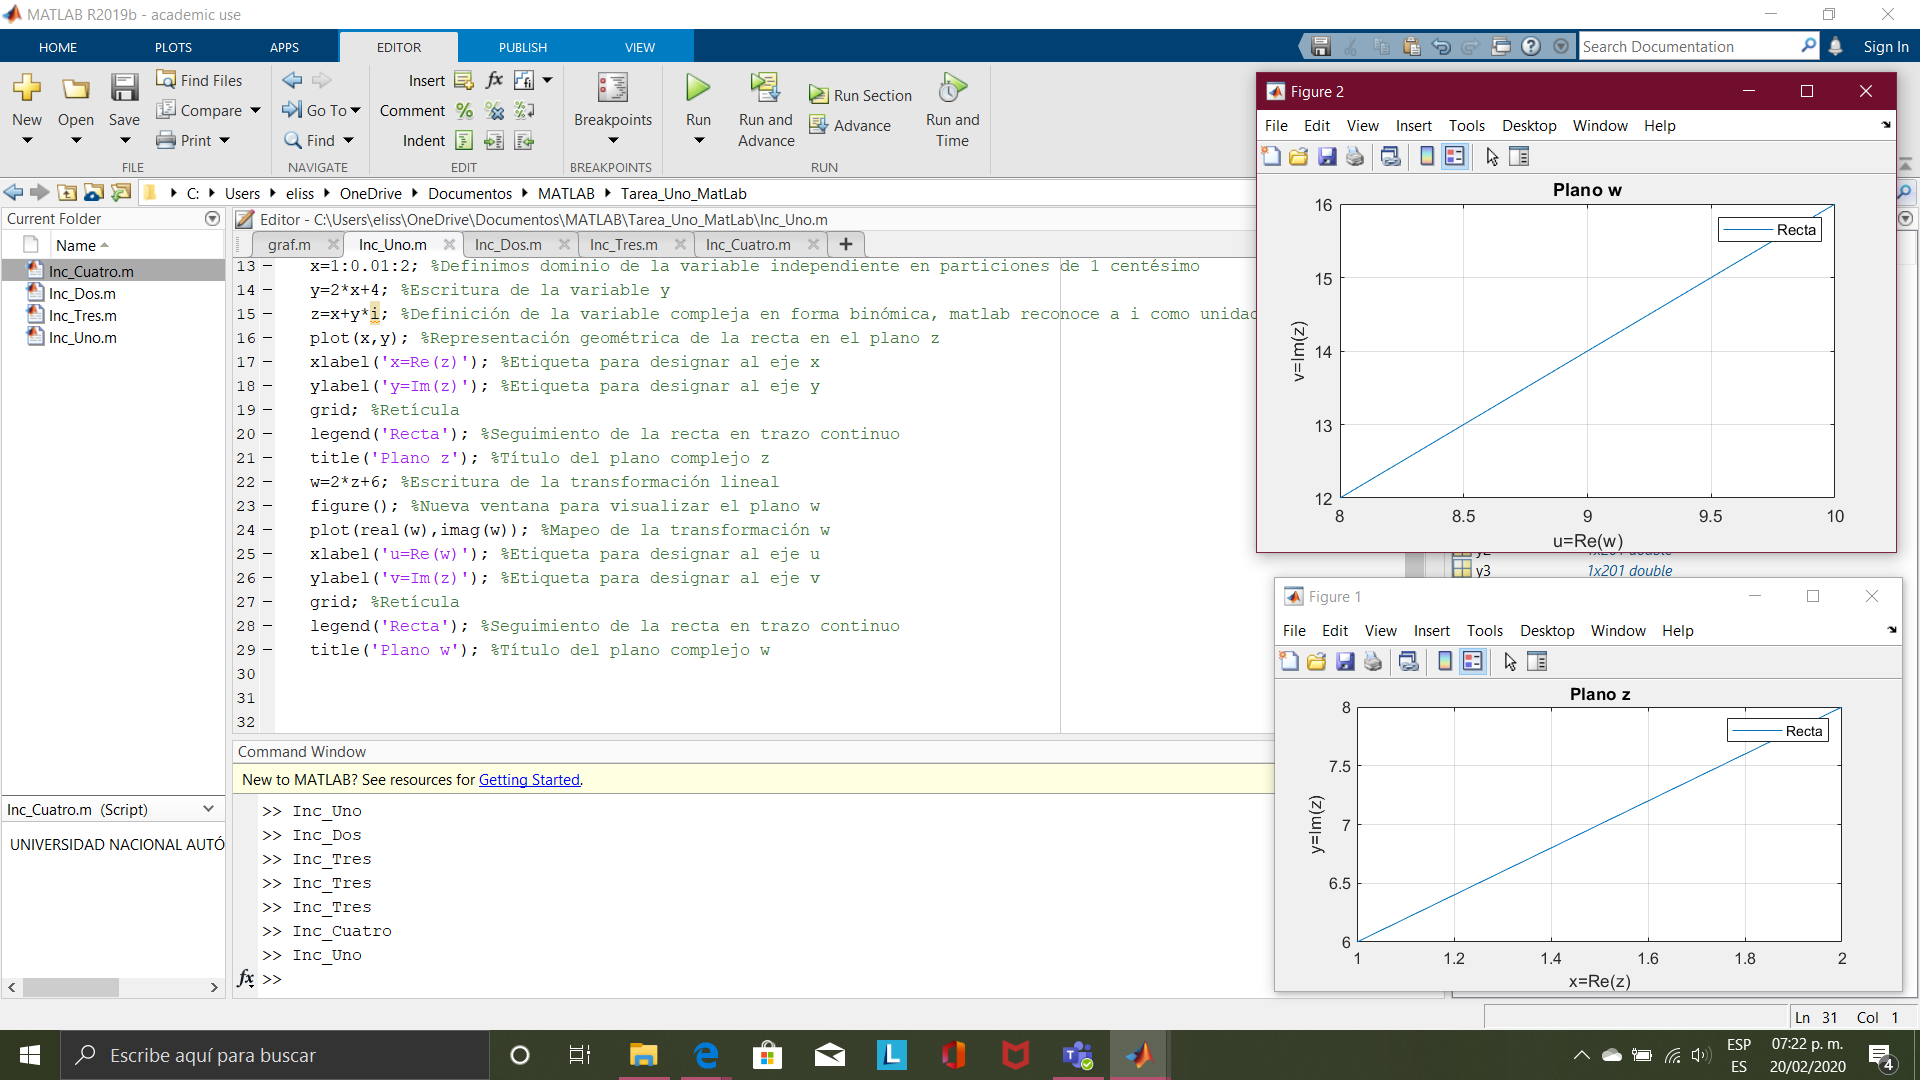 MATLAB R2019b - academic use
HOME PLOTS APPS EDITOR PUBLISH VIEW
Search Documentation
Sign In
New
Open
Save
Find Files
Compare
Print
FILE
Go To
Find
NAVIGATE
Insert fx
Comment
Indent
EDIT
Breakpoints
BREAKPOINTS
Run
Run and Advance
Run Section
Advance
Run and Time
RUN
C: Users eliss OneDrive Documentos MATLAB Tarea_Uno_MatLab
Current Folder
Name
Inc_Cuatro.m
Inc_Dos.m
Inc_Tres.m
Inc_Uno.m
Inc_Cuatro.m (Script)
UNIVERSIDAD NACIONAL AUTÓ
Editor - C:\Users\eliss\OneDrive\Documentos\MATLAB\Tarea_Uno_MatLab\Inc_Uno.m
graf.m Inc_Uno.m Inc_Dos.m Inc_Tres.m Inc_Cuatro.m
13 – x=1:0.01:2; %Definimos dominio de la variable independiente en particiones de 1 centésimo
14 – y=2*x+4; %Escritura de la variable y
15 – z=x+y*i; %Definición de la variable compleja en forma binómica, matlab reconoce a i como unidad
16 – plot(x,y); %Representación geométrica de la recta en el plano z
17 – xlabel('x=Re(z)'); %Etiqueta para designar al eje x
18 – ylabel('y=Im(z)'); %Etiqueta para designar al eje y
19 – grid; %Retícula
20 – legend('Recta'); %Seguimiento de la recta en trazo continuo
21 – title('Plano z'); %Título del plano complejo z
22 – w=2*z+6; %Escritura de la transformación lineal
23 – figure(); %Nueva ventana para visualizar el plano w
24 – plot(real(w),imag(w)); %Mapeo de la transformación w
25 – xlabel('u=Re(w)'); %Etiqueta para designar al eje u
26 – ylabel('v=Im(z)'); %Etiqueta para designar al eje v
27 – grid; %Retícula
28 – legend('Recta'); %Seguimiento de la recta en trazo continuo
29 – title('Plano w'); %Título del plano complejo w
30
31
32
Command Window
New to MATLAB? See resources for Getting Started.
>> Inc_Uno
>> Inc_Dos
>> Inc_Tres
>> Inc_Tres
>> Inc_Tres
>> Inc_Cuatro
>> Inc_Uno
fx >>
Figure 2
File Edit View Insert Tools Desktop Window Help
Plano w
Recta
16
15
14
13
12
v=Im(z)
8 8.5 9 9.5 10
u=Re(w)
y3 1x201 double
Figure 1
File Edit View Insert Tools Desktop Window Help
Plano z
Recta
8
7.5
7
6.5
6
y=Im(z)
1 1.2 1.4 1.6 1.8 2
x=Re(z)
Ln 31 Col 1
Escribe aquí para buscar
L
ESP
ES
07:22 p. m.
20/02/2020
4